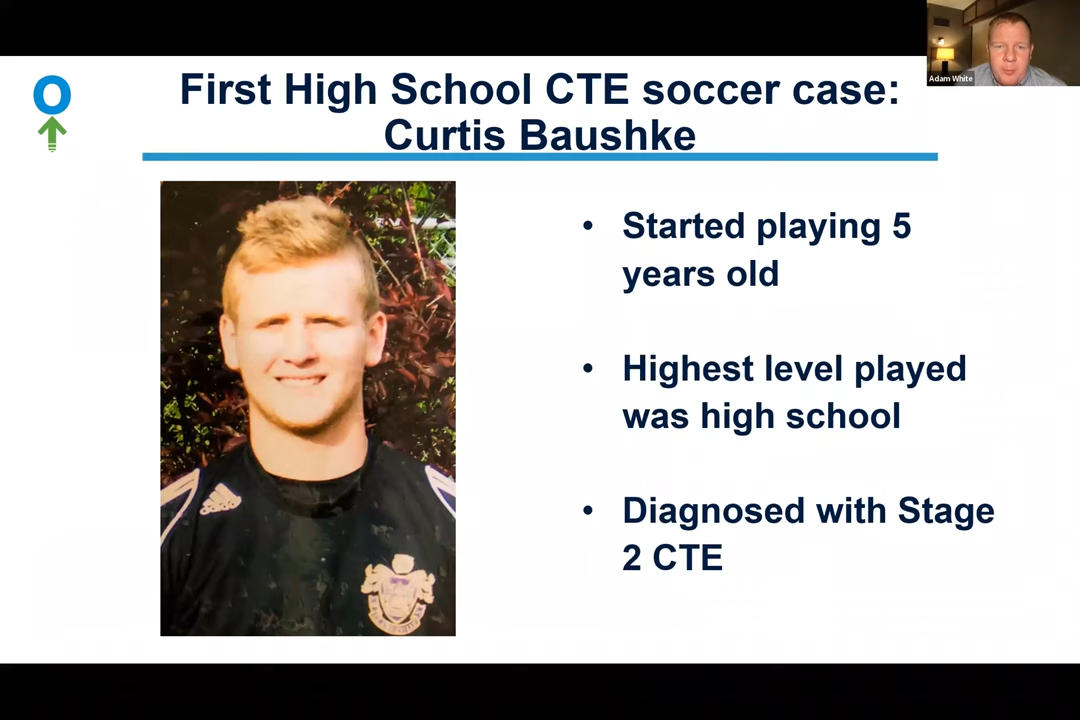 First High School CTE soccer case:
Curtis Baushke
Adam White
• Started playing 5
years old
• Highest level played
was high school
• Diagnosed with Stage
2 CTE